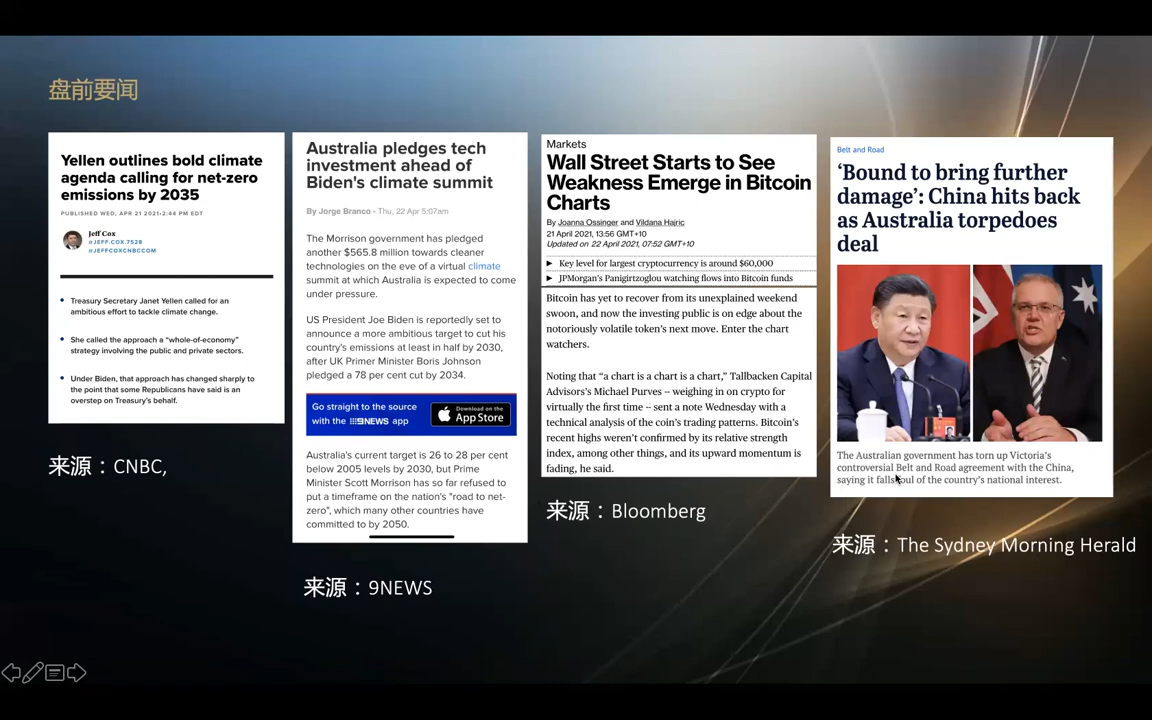 盘前要闻
Yellen outlines bold climate
agenda calling for net-zero
emissions by 2035
PUBLISHED WED, APR 21 2021•2:44 PM EDT
Jeff Cox
@JEFF.COX.7528
@JEFFCOXCNBCCOM
• Treasury Secretary Janet Yellen called for an
ambitious effort to tackle climate change.
• She called the approach a “whole-of-economy”
strategy involving the public and private sectors.
• Under Biden, that approach has changed sharply to
the point that some Republicans have said is an
overstep on Treasury’s behalf.
来源：CNBC,
Australia pledges tech
investment ahead of
Biden's climate summit
By Jorge Branco - Thu, 22 Apr 5:07am
The Morrison government has pledged
another $565.8 million towards cleaner
technologies on the eve of a virtual climate
summit at which Australia is expected to come
under pressure.
US President Joe Biden is reportedly set to
announce a more ambitious target to cut his
country's emissions at least in half by 2030,
after UK Primer Minister Boris Johnson
pledged a 78 per cent cut by 2034.
Go straight to the source
with the 9NEWS app
Download on the
App Store
Australia's current target is 26 to 28 per cent
below 2005 levels by 2030, but Prime
Minister Scott Morrison has so far refused to
put a timeframe on the nation's "road to net-
zero", which many other countries have
committed to by 2050.
来源：9NEWS
Markets
Wall Street Starts to See
Weakness Emerge in Bitcoin
Charts
By Joanna Ossinger and Vildana Hajric
21 April 2021, 13:56 GMT+10
Updated on 22 April 2021, 07:52 GMT+10
▶ Key level for largest cryptocurrency is around $60,000
▶ JPMorgan’s Panigirtzoglou watching flows into Bitcoin funds
Bitcoin has yet to recover from its unexplained weekend
swoon, and now the investing public is on edge about the
notoriously volatile token’s next move. Enter the chart
watchers.
Noting that “a chart is a chart is a chart,” Tallbacken Capital
Advisors’s Michael Purves -- weighing in on crypto for
virtually the first time -- sent a note Wednesday with a
technical analysis of the coin’s trading patterns. Bitcoin’s
recent highs weren’t confirmed by its relative strength
index, among other things, and its upward momentum is
fading, he said.
来源：Bloomberg
Belt and Road
‘Bound to bring further
damage’: China hits back
as Australia torpedoes
deal
The Australian government has torn up Victoria’s
controversial Belt and Road agreement with the China,
saying it falls foul of the country’s national interest.
来源：The Sydney Morning Herald